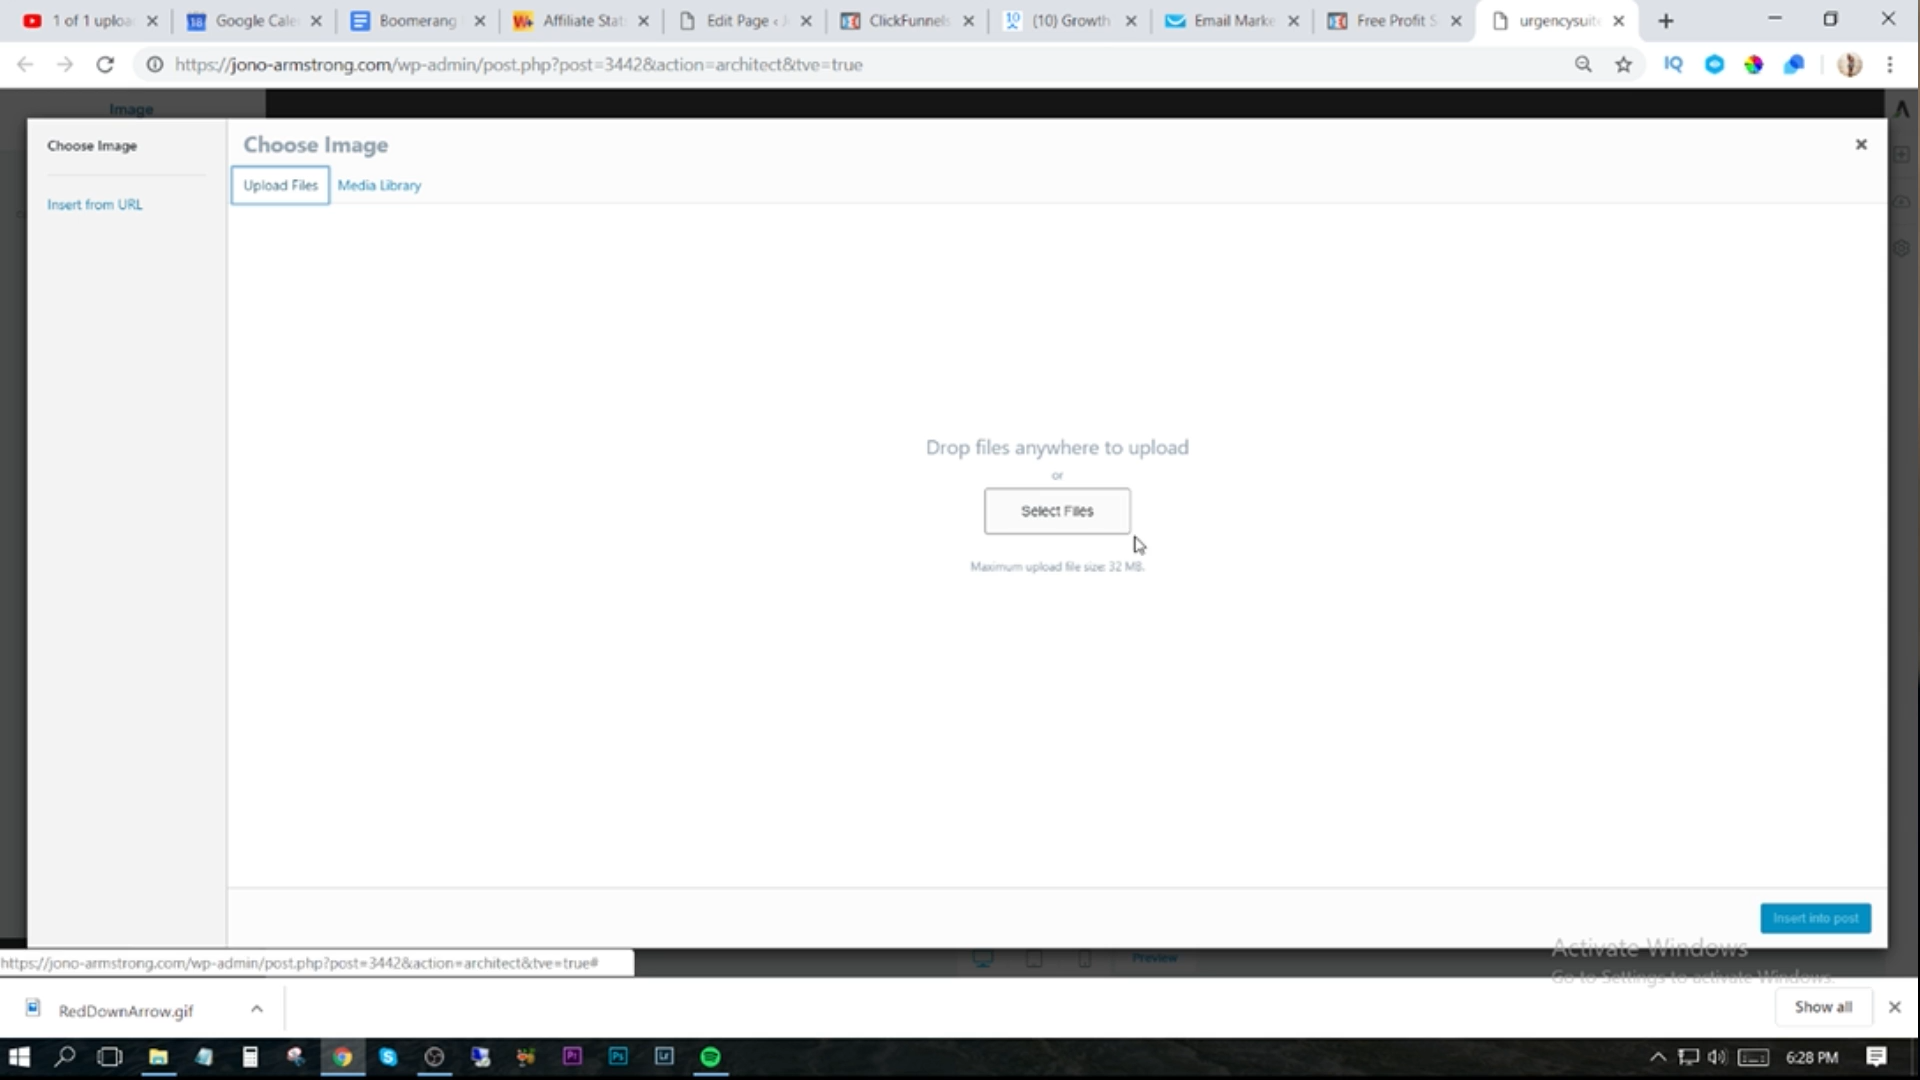 1 of 1 uploa
Google Cale
Boomerang
Affiliate Stat
Edit Page ‹ J
ClickFunnels
(10) Growth
Email Marke
Free Profit S
urgencysuite
https://jono-armstrong.com/wp-admin/post.php?post=3442&action=architect&tve=true
Image
Choose Image
Insert from URL
Choose Image
Upload Files
Media Library
Drop files anywhere to upload
or
Select Files
Maximum upload file size: 32 MB.
Insert into post
Activate Windows
Go to Settings to activate Windows.
https://jono-armstrong.com/wp-admin/post.php?post=3442&action=architect&tve=true#
Preview
RedDownArrow.gif
Show all
6:28 PM